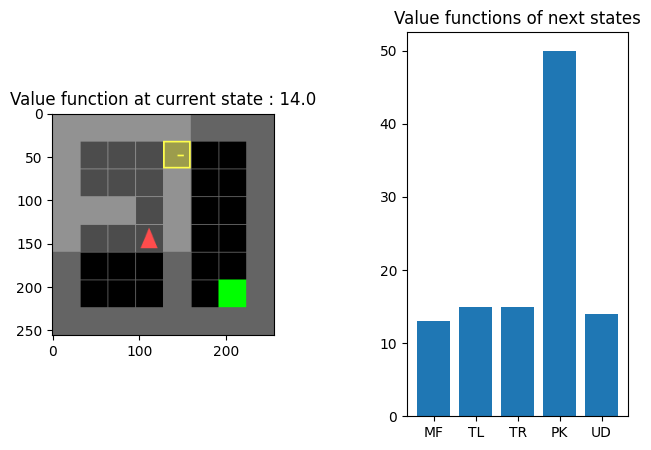 Value functions of next states
Value function at current state : 14.0
0
50
100
150
200
250
0
100
200
50
40
30
20
10
0
MF
TL
TR
PK
UD